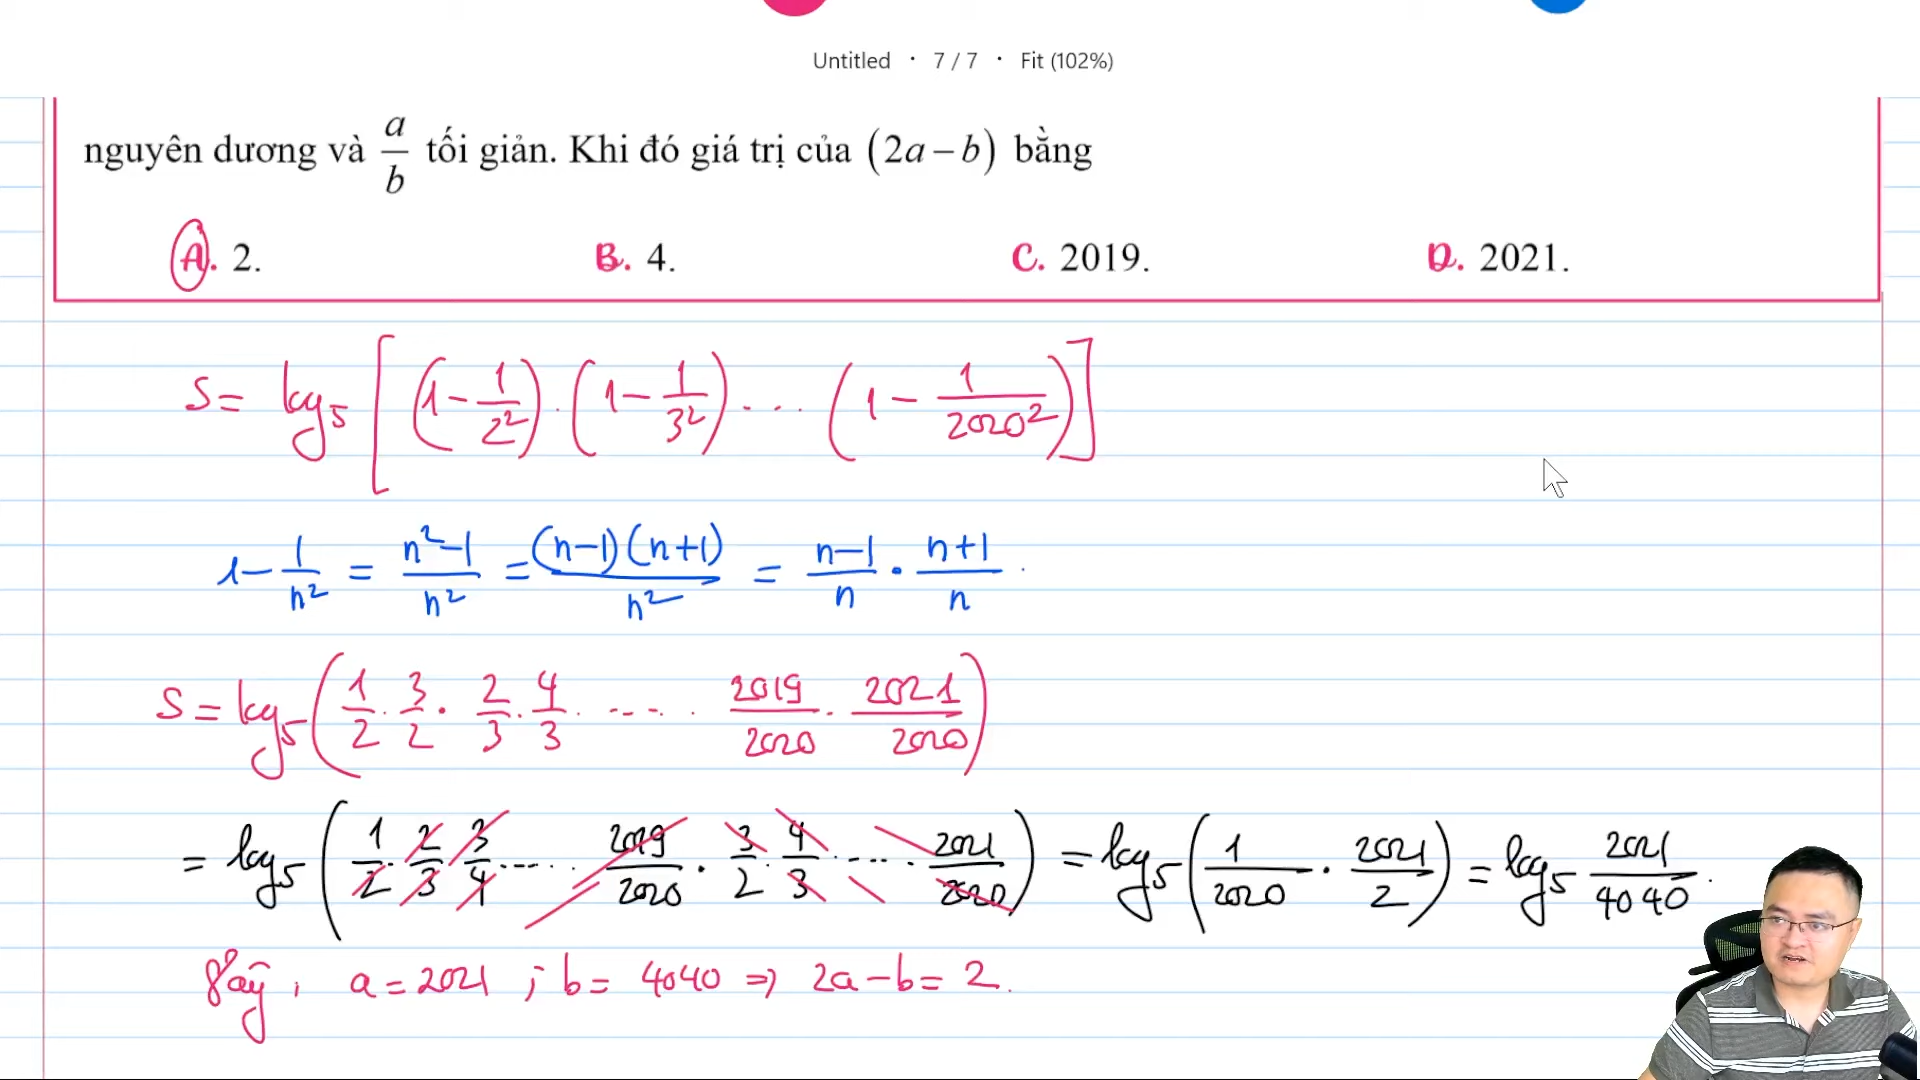 Untitled · 7 / 7 · Fit (102%)
nguyên dương và a/b tối giản. Khi đó giá trị của (2a − b) bằng
A. 2. B. 4. C. 2019. D. 2021.
S = log₅ [(1 − 1/2²) . (1 − 1/3²) ... (1 − 1/2020²)]
1 − 1/n² = (n² − 1)/n² = (n−1)(n+1)/n² = (n−1)/n · (n+1)/n .
S = log₅ (1/2 . 3/2 . 2/3 . 4/3 . .... . 2019/2020 . 2021/2020)
= log₅ (1/2 . 2/3 . 3/4 .... . 2019/2020 . 3/2 . 4/3 .... . 2021/2020) = log₅ (1/2020 . 2021/2) = log₅ 2021/4040 .
Vậy, a = 2021 ; b = 4040 ⇒ 2a − b = 2.